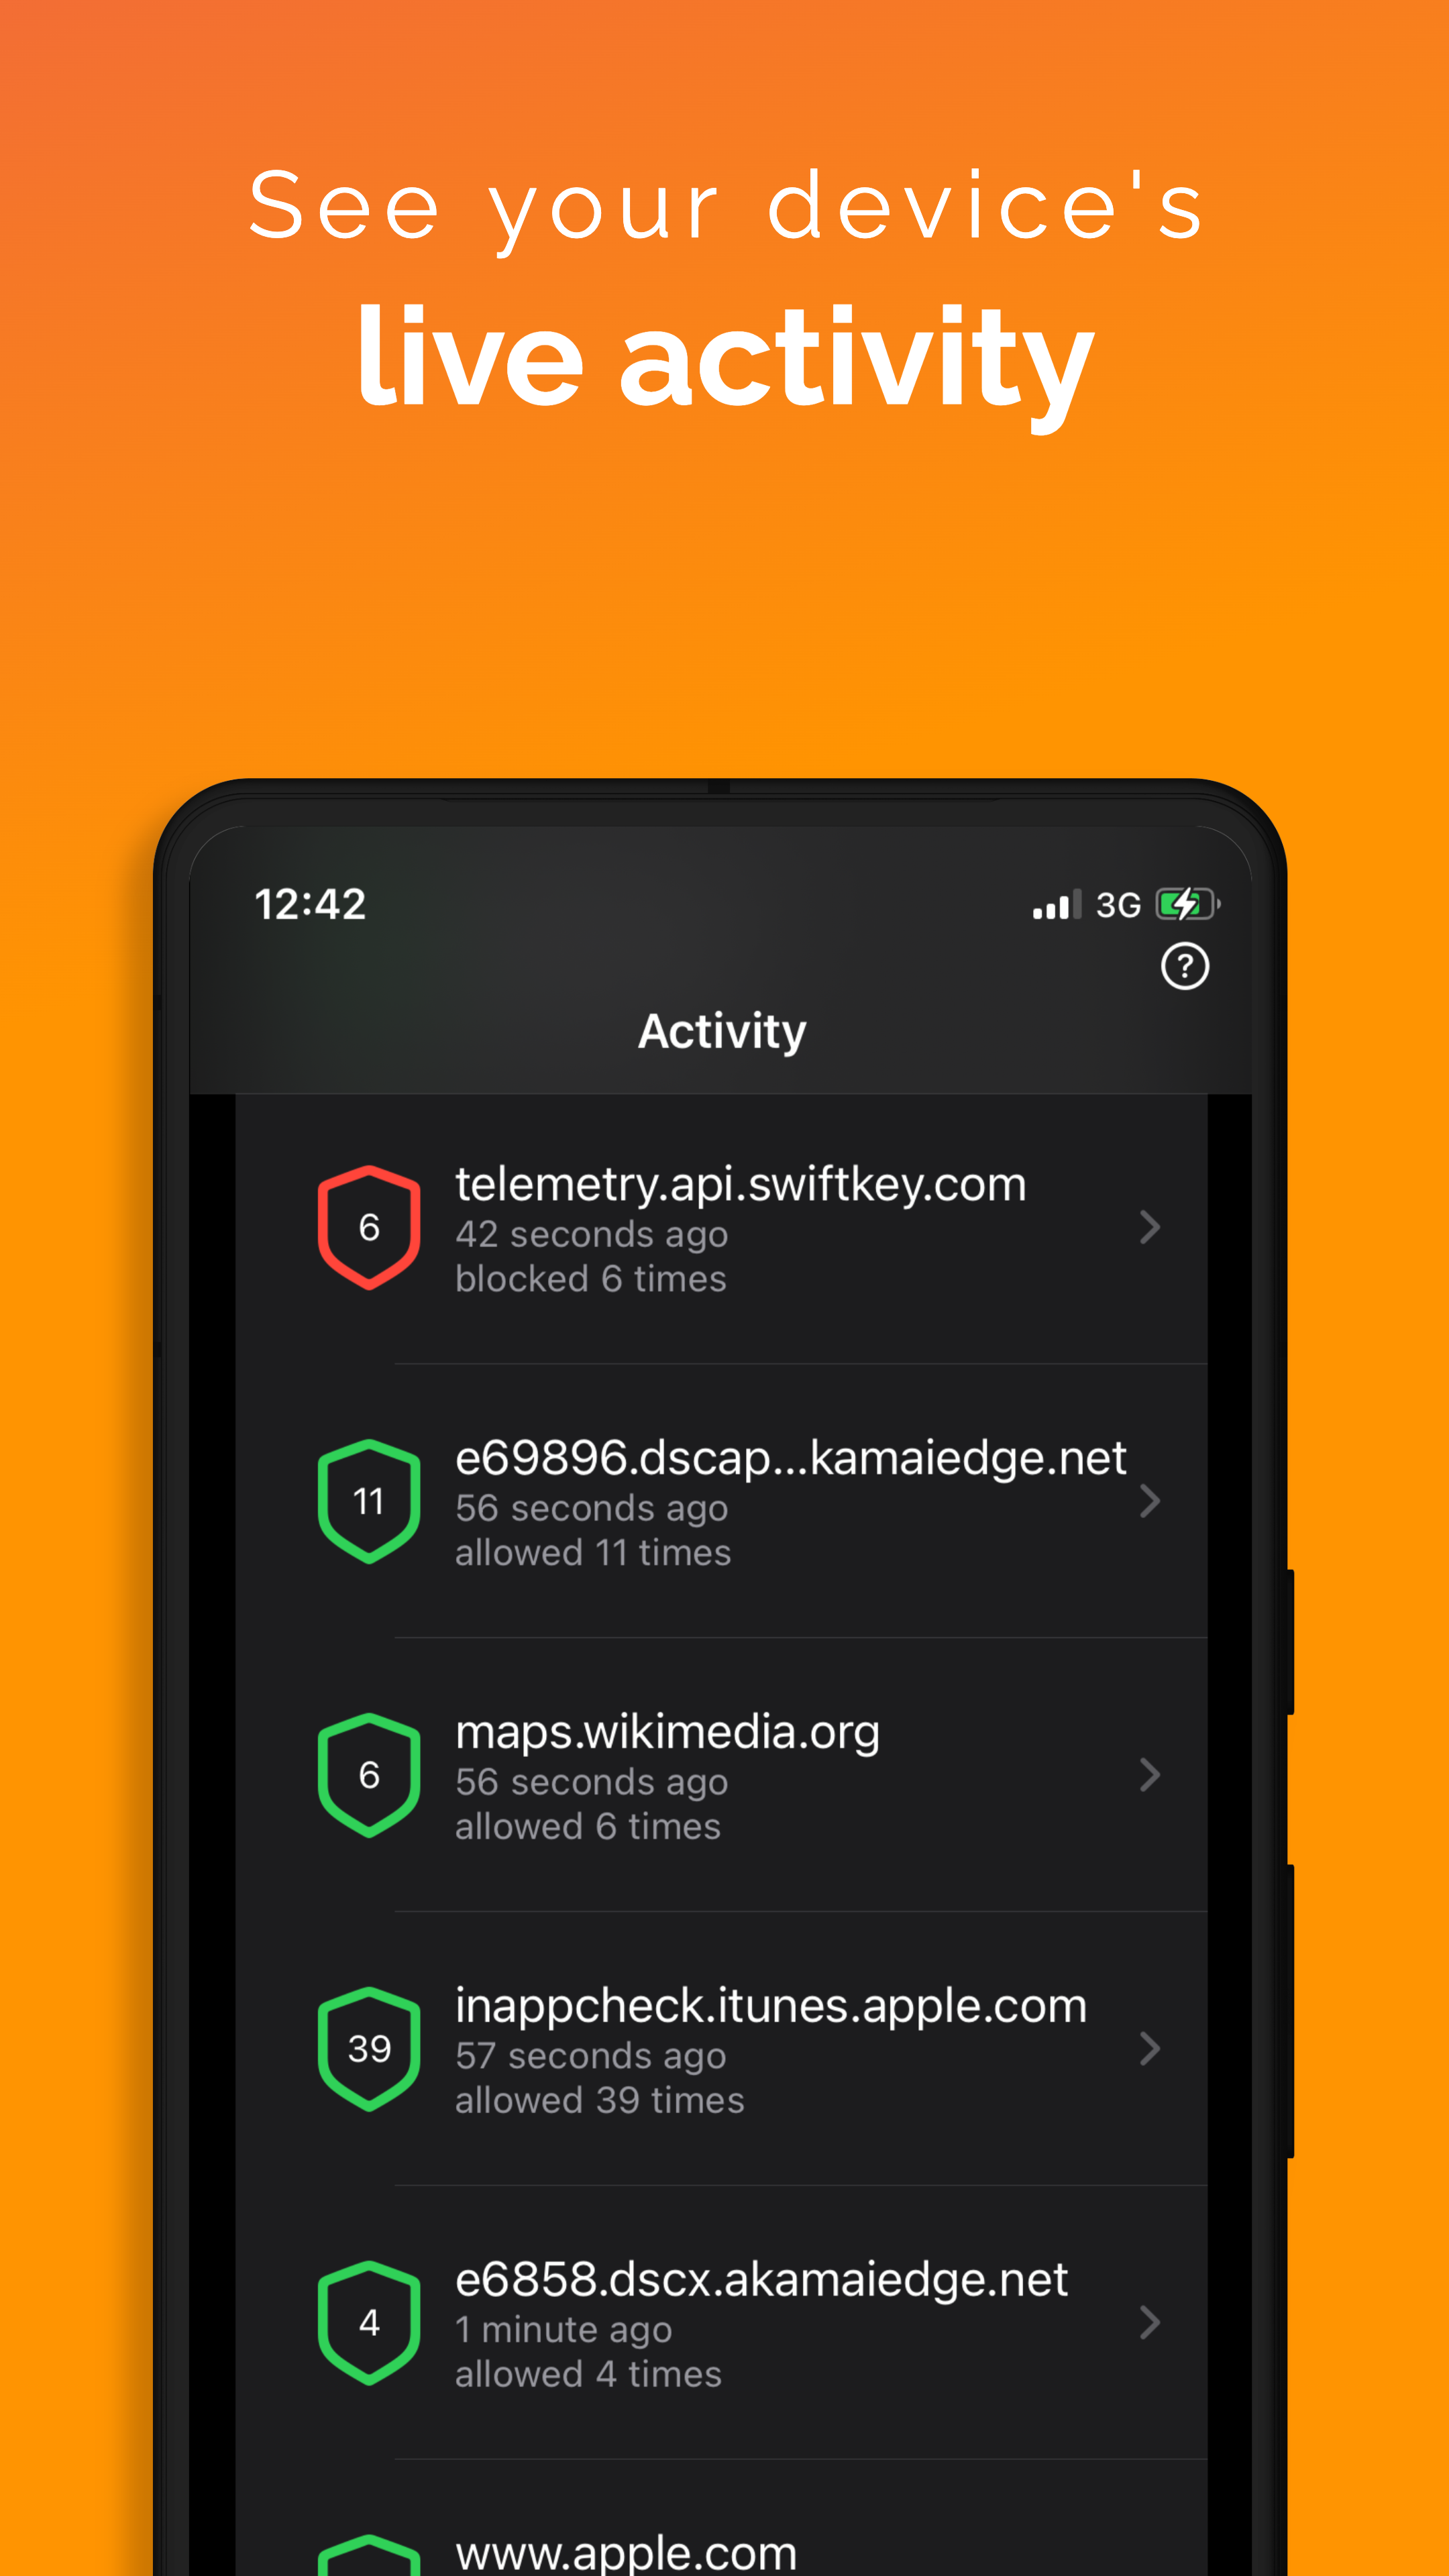 See your device's
live activity
12:42
3G
?
Activity
6
telemetry.api.swiftkey.com
42 seconds ago
blocked 6 times
11
e69896.dscap...kamaiedge.net
56 seconds ago
allowed 11 times
6
maps.wikimedia.org
56 seconds ago
allowed 6 times
39
inappcheck.itunes.apple.com
57 seconds ago
allowed 39 times
4
e6858.dscx.akamaiedge.net
1 minute ago
allowed 4 times
www.apple.com